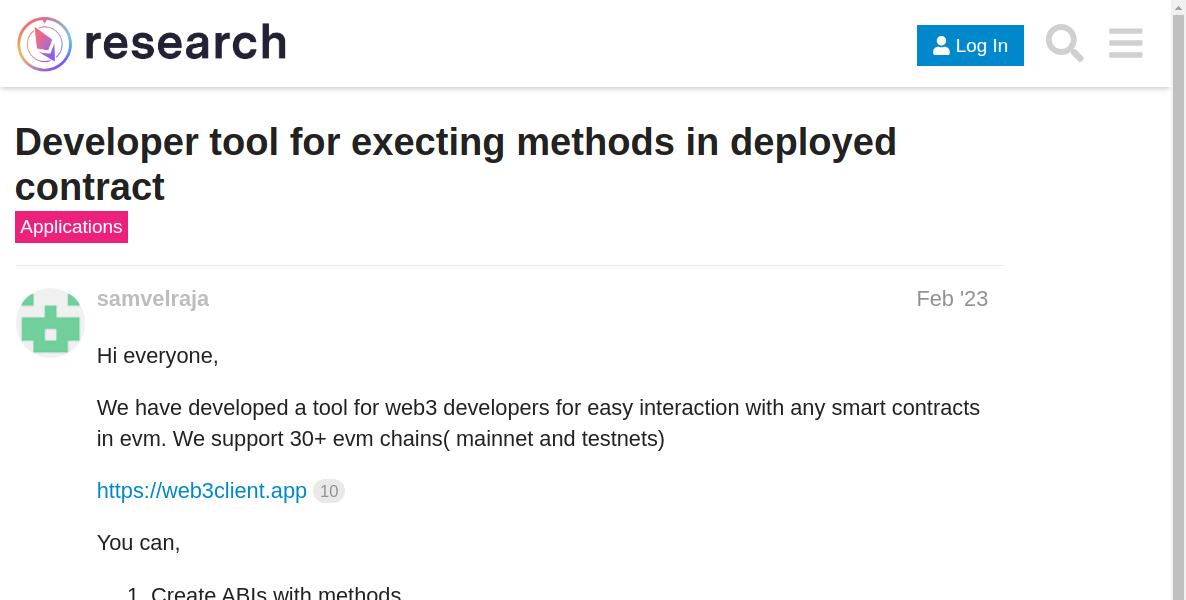 research
Log In
Developer tool for execting methods in deployed
contract
Applications
samvelraja
Feb '23
Hi everyone,
We have developed a tool for web3 developers for easy interaction with any smart contracts
in evm. We support 30+ evm chains( mainnet and testnets)
https://web3client.app 10
You can,
1. Create ABIs with methods